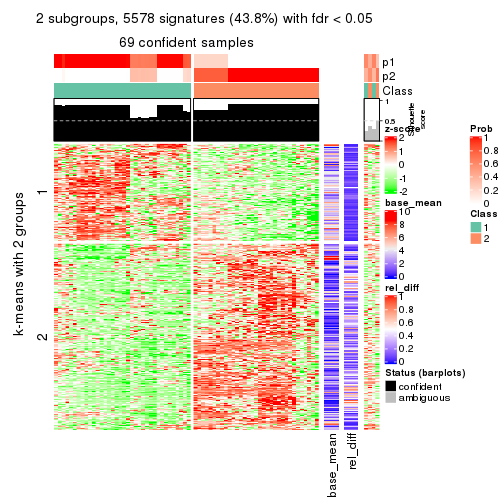 2 subgroups, 5578 signatures (43.8%) with fdr < 0.05
69 confident samples
p1
p2
Class
1
0.5
0
Silhouette
score
k-means with 2 groups
1
2
base_mean
rel_diff
z-score
2
1
0
-1
-2
base_mean
10
8
6
4
2
0
rel_diff
1
0.8
0.6
0.4
0.2
0
Status (barplots)
confident
ambiguous
Prob
1
0.8
0.6
0.4
0.2
0
Class
1
2